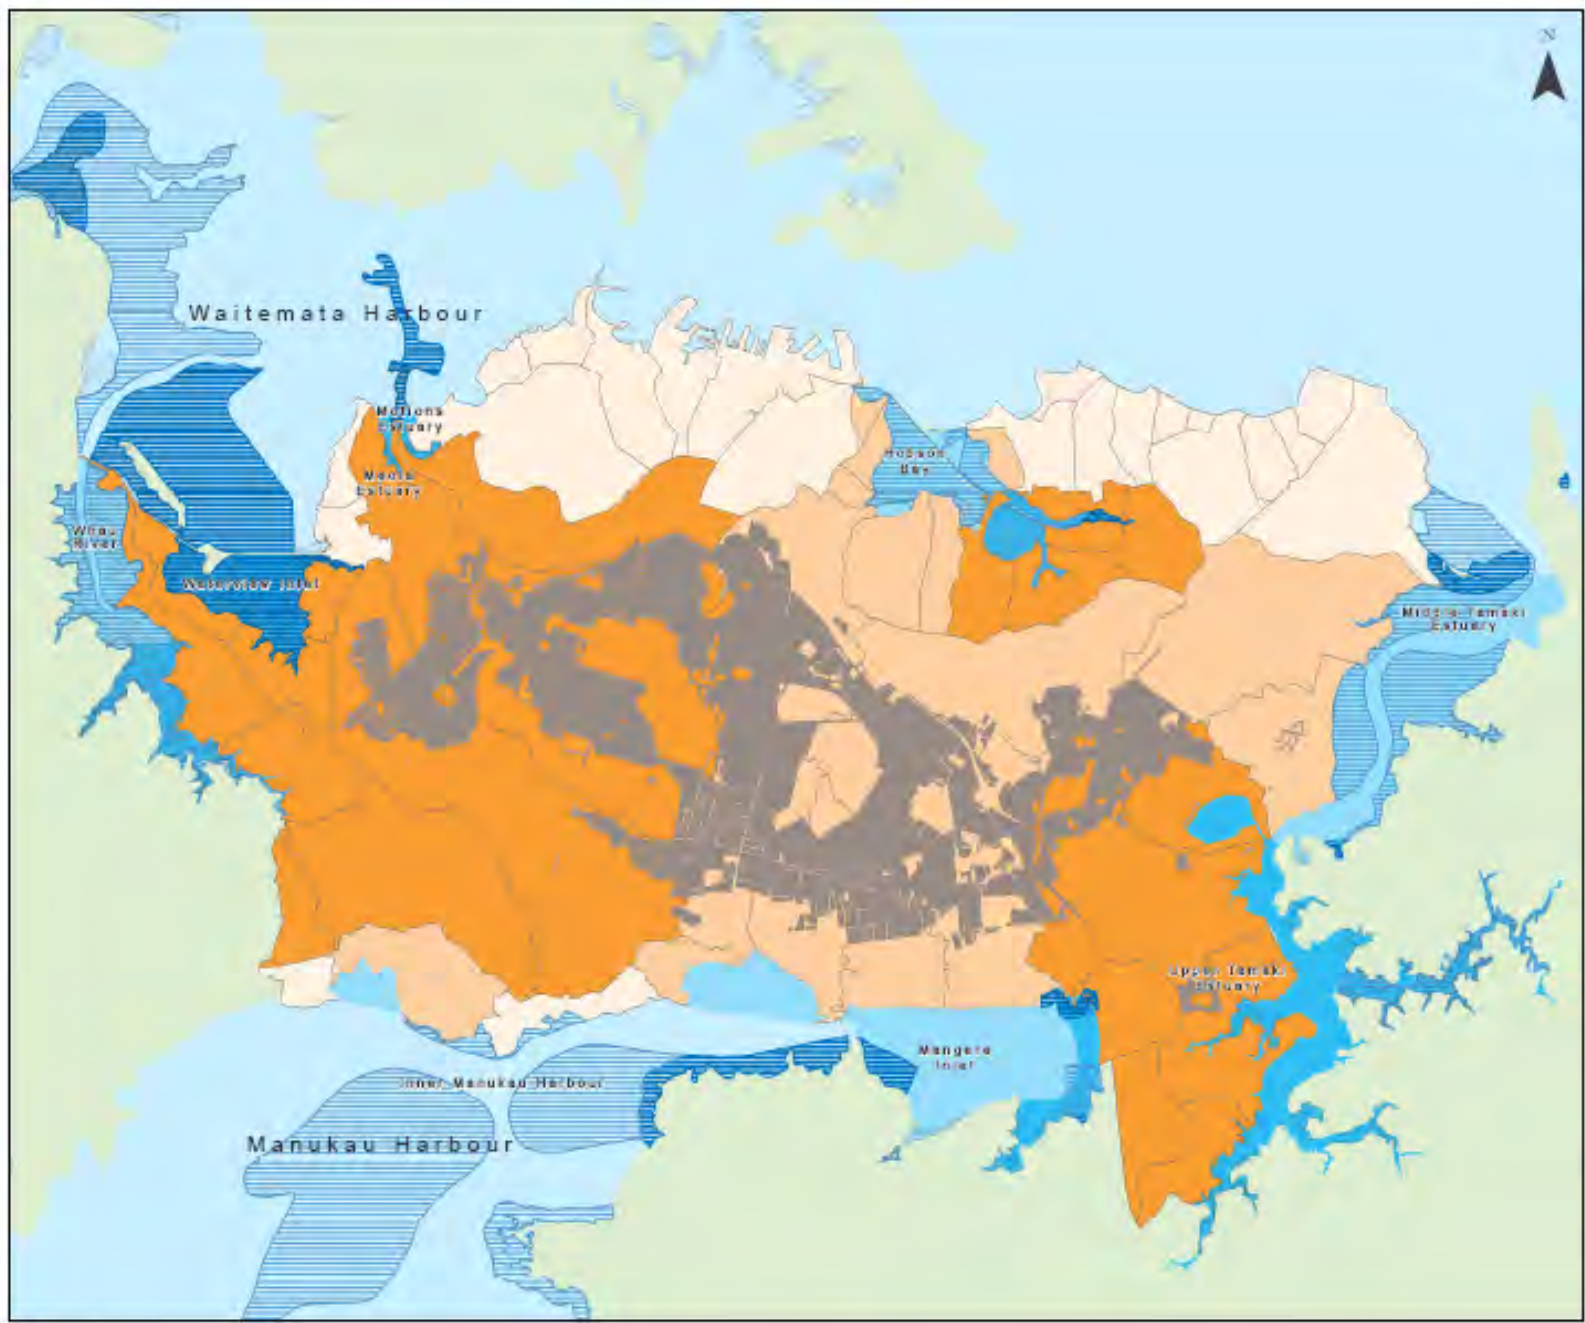 N
Waitemata Harbour
Motions
Estuary
Meola
Estuary
Hobson
Bay
Whau
River
Waterview Inlet
Middle Tamaki
Estuary
Upper Tamaki
Estuary
Mangere
Inlet
Inner Manukau Harbour
Manukau Harbour